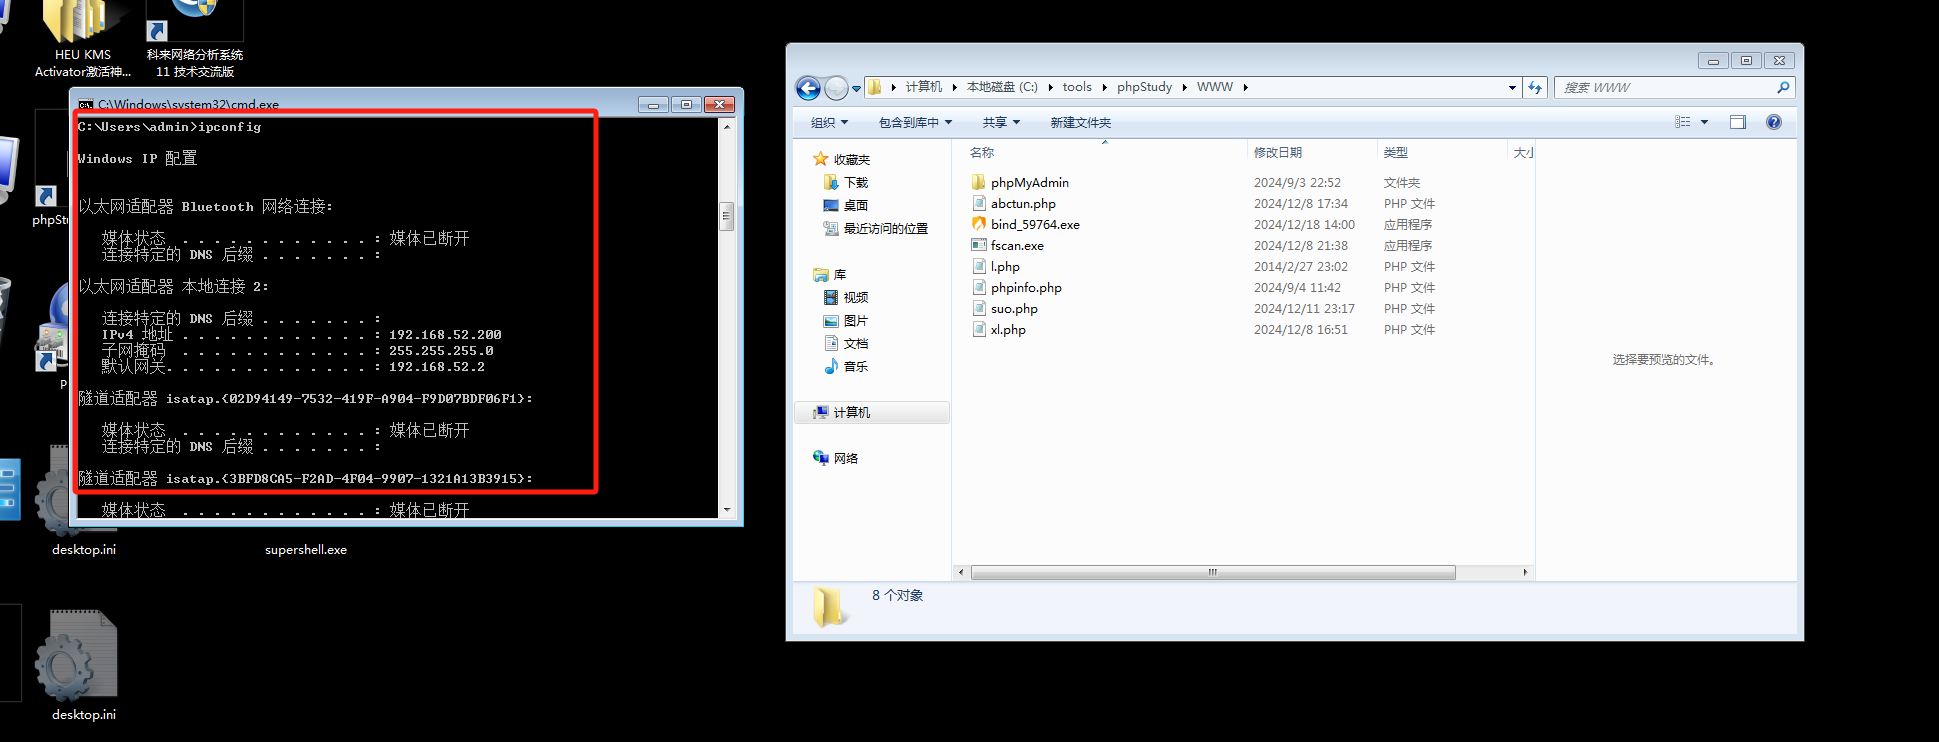 HEU KMS
Activator激活神...
科来网络分析系统
11 技术交流版
phpStu
P
desktop.ini
supershell.exe
desktop.ini
C:\Windows\system32\cmd.exe
C:\Users\admin>ipconfig
Windows IP 配置
以太网适配器 Bluetooth 网络连接:
媒体状态 . . . . . . . . . . . . : 媒体已断开
连接特定的 DNS 后缀 . . . . . . . :
以太网适配器 本地连接 2:
连接特定的 DNS 后缀 . . . . . . . :
IPv4 地址 . . . . . . . . . . . . : 192.168.52.200
子网掩码 . . . . . . . . . . . . : 255.255.255.0
默认网关. . . . . . . . . . . . . : 192.168.52.2
隧道适配器 isatap.{02D94149-7532-419F-A904-F9D07BDF06F1}:
媒体状态 . . . . . . . . . . . . : 媒体已断开
连接特定的 DNS 后缀 . . . . . . . :
隧道适配器 isatap.{3BFD8CA5-F2AD-4F04-9907-1321A13B3915}:
媒体状态 . . . . . . . . . . . . : 媒体已断开
计算机 本地磁盘 (C:) tools phpStudy WWW
搜索 WWW
组织 包含到库中 共享 新建文件夹
收藏夹
下载
桌面
最近访问的位置
库
视频
图片
文档
音乐
计算机
网络
名称 修改日期 类型 大小
phpMyAdmin 2024/9/3 22:52 文件夹
abctun.php 2024/12/8 17:34 PHP 文件
bind_59764.exe 2024/12/18 14:00 应用程序
fscan.exe 2024/12/8 21:38 应用程序
l.php 2014/2/27 23:02 PHP 文件
phpinfo.php 2024/9/4 11:42 PHP 文件
suo.php 2024/12/11 23:17 PHP 文件
xl.php 2024/12/8 16:51 PHP 文件
选择要预览的文件。
8 个对象